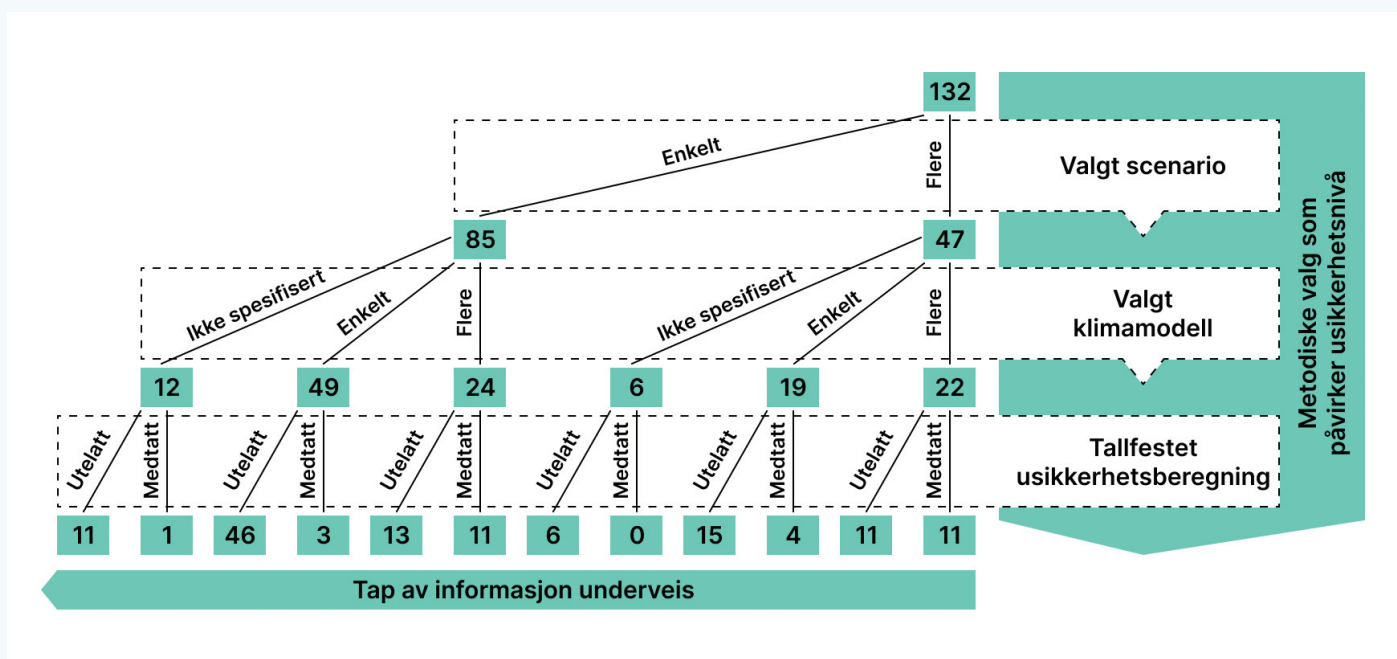 132
Enkelt
Flere
Valgt scenario
85
47
Ikke spesifisert
Enkelt
Flere
Ikke spesifisert
Enkelt
Flere
Valgt
klimamodell
12
49
24
6
19
22
Utelatt
Medtatt
Utelatt
Medtatt
Utelatt
Medtatt
Utelatt
Medtatt
Utelatt
Medtatt
Utelatt
Medtatt
Tallfestet
usikkerhetsberegning
11
1
46
3
13
11
6
0
15
4
11
11
Tap av informasjon underveis
Metodiske valg som
påvirker usikkerhetsnivå